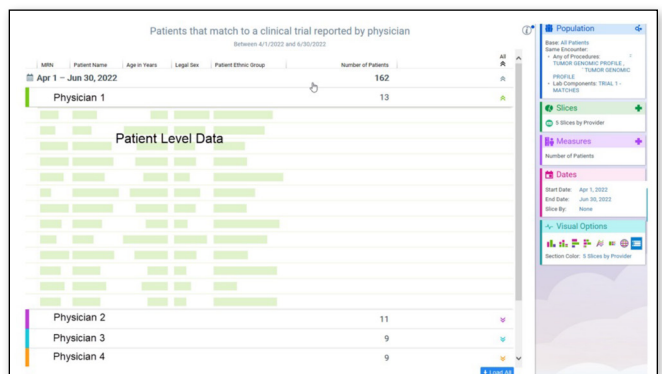 Patients that match to a clinical trial reported by physician
Between 4/1/2022 and 6/30/2022
All
MRN Patient Name Age in Years Legal Sex Patient Ethnic Group Number of Patients
Apr 1 – Jun 30, 2022 162
Physician 1 13
Patient Level Data
Physician 2 11
Physician 3 9
Physician 4 9
Load All
Population
Base: All Patients
Same Encounter:
• Any of Procedures:
TUMOR GENOMIC PROFILE ,
TUMOR GENOMIC
PROFILE
• Lab Components: TRIAL 1 -
MATCHES
Slices
5 Slices by Provider
Measures
Number of Patients
Dates
Start Date: Apr 1, 2022
End Date: Jun 30, 2022
Slice By: None
Visual Options
Section Color: 5 Slices by Provider